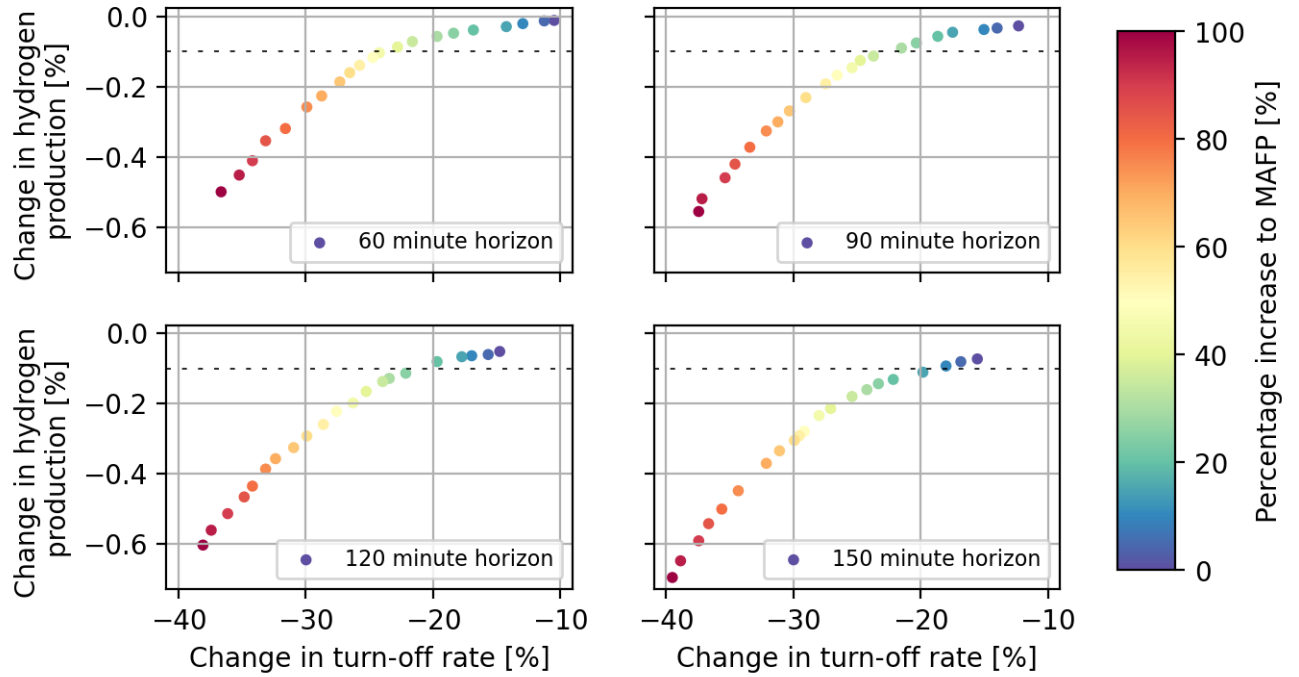 Change in hydrogen
production [%]
0.0
−0.2
−0.4
−0.6
60 minute horizon
90 minute horizon
Change in hydrogen
production [%]
0.0
−0.2
−0.4
−0.6
120 minute horizon
150 minute horizon
−40 −30 −20 −10
−40 −30 −20 −10
Change in turn-off rate [%]
Change in turn-off rate [%]
100
80
60
40
20
0
Percentage increase to MAFP [%]